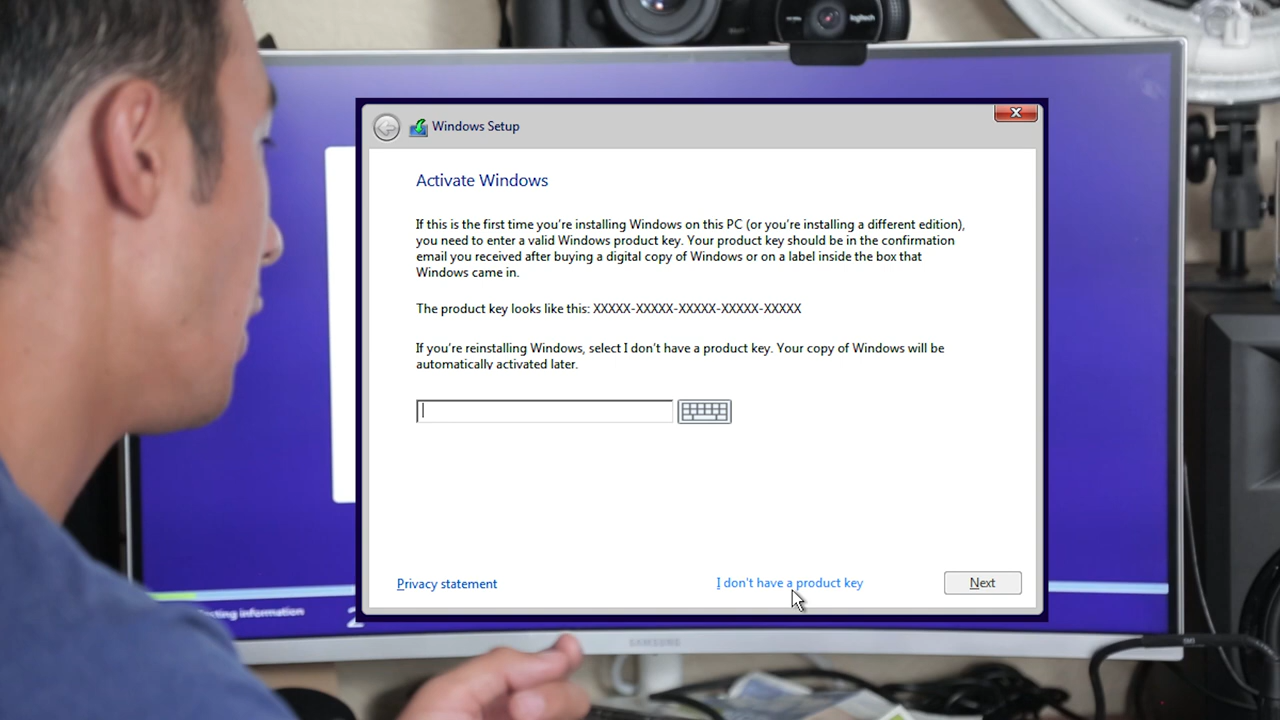 logitech
Windows Setup
Activate Windows
If this is the first time you're installing Windows on this PC (or you're installing a different edition),
you need to enter a valid Windows product key. Your product key should be in the confirmation
email you received after buying a digital copy of Windows or on a label inside the box that
Windows came in.
The product key looks like this: XXXXX-XXXXX-XXXXX-XXXXX-XXXXX
If you're reinstalling Windows, select I don't have a product key. Your copy of Windows will be
automatically activated later.
Privacy statement
I don't have a product key
Next
information
2
SAMSUNG